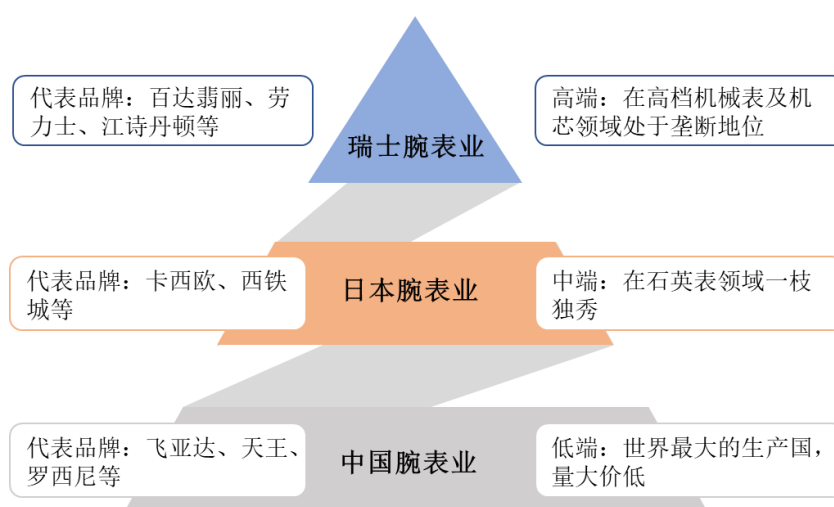 代表品牌：百达翡丽、劳
力士、江诗丹顿等
瑞士腕表业
高端：在高档机械表及机
芯领域处于垄断地位
代表品牌：卡西欧、西铁
城等
日本腕表业
中端：在石英表领域一枝
独秀
代表品牌：飞亚达、天王、
罗西尼等
中国腕表业
低端：世界最大的生产国，
量大价低